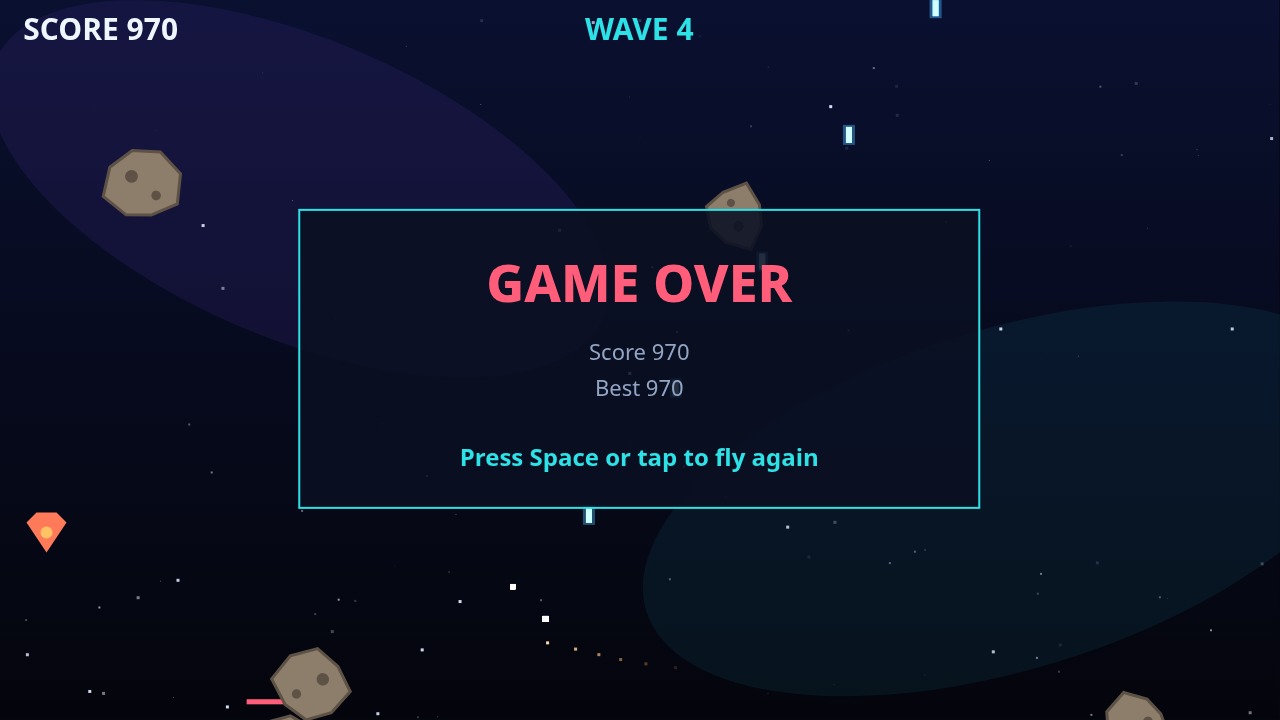 SCORE 970
WAVE 4
GAME OVER
Score 970
Best 970
Press Space or tap to fly again